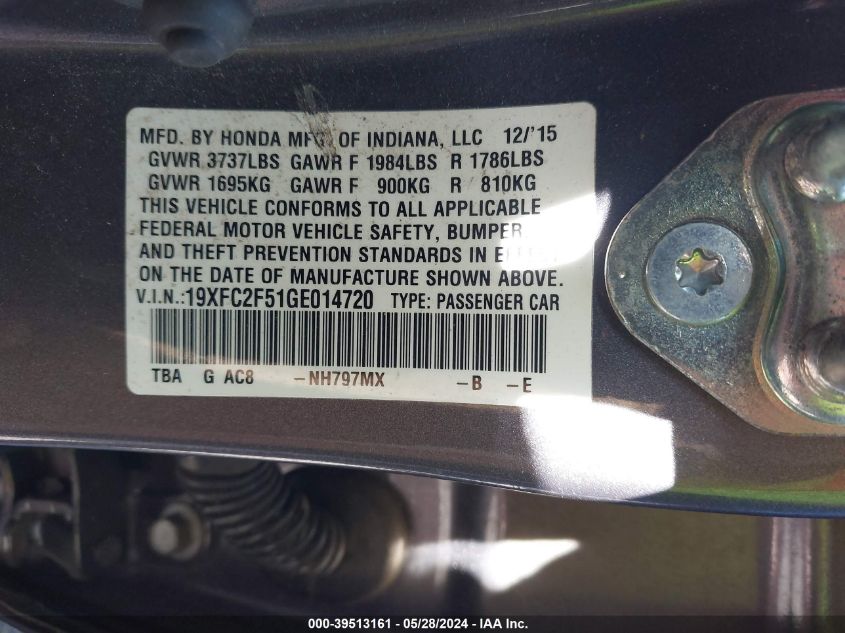 MFD. BY HONDA MFG OF INDIANA, LLC 12/'15
GVWR 3737LBS GAWR F 1984LBS R 1786LBS
GVWR 1695KG GAWR F 900KG R 810KG
THIS VEHICLE CONFORMS TO ALL APPLICABLE
FEDERAL MOTOR VEHICLE SAFETY, BUMPER
AND THEFT PREVENTION STANDARDS IN EFFECT
ON THE DATE OF MANUFACTURE SHOWN ABOVE.
V.I.N.:19XFC2F51GE014720 TYPE: PASSENGER CAR
TBA G AC8 -NH797MX -B -E
000-39513161 - 05/28/2024 - IAA Inc.